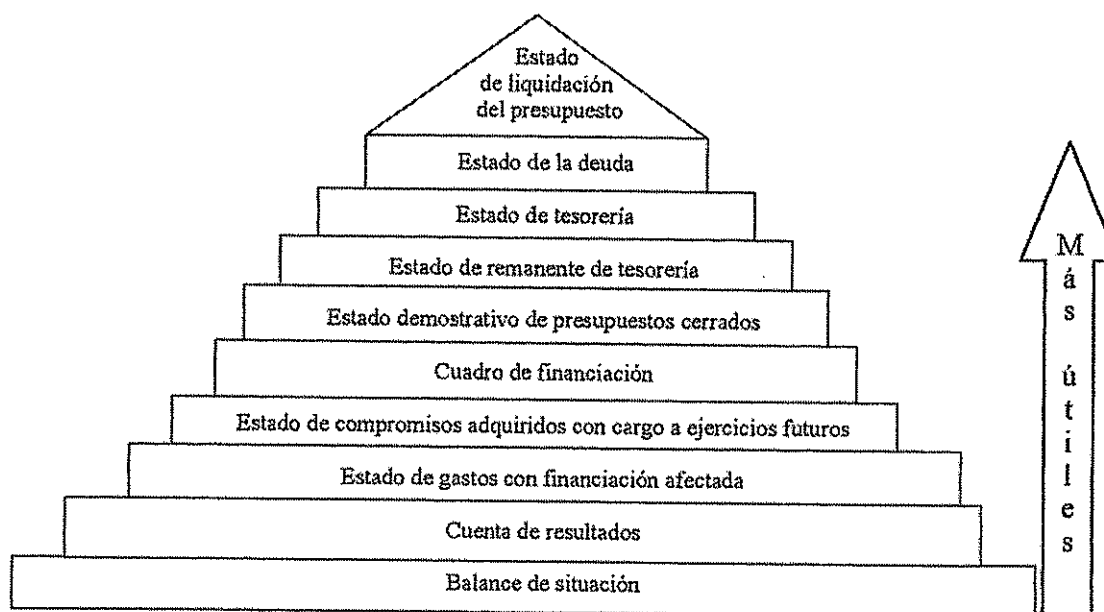 Estado
de liquidación
del presupuesto
Estado de la deuda
Estado de tesorería
Estado de remanente de tesorería
Estado demostrativo de presupuestos cerrados
Cuadro de financiación
Estado de compromisos adquiridos con cargo a ejercicios futuros
Estado de gastos con financiación afectada
Cuenta de resultados
Balance de situación
Más útiles